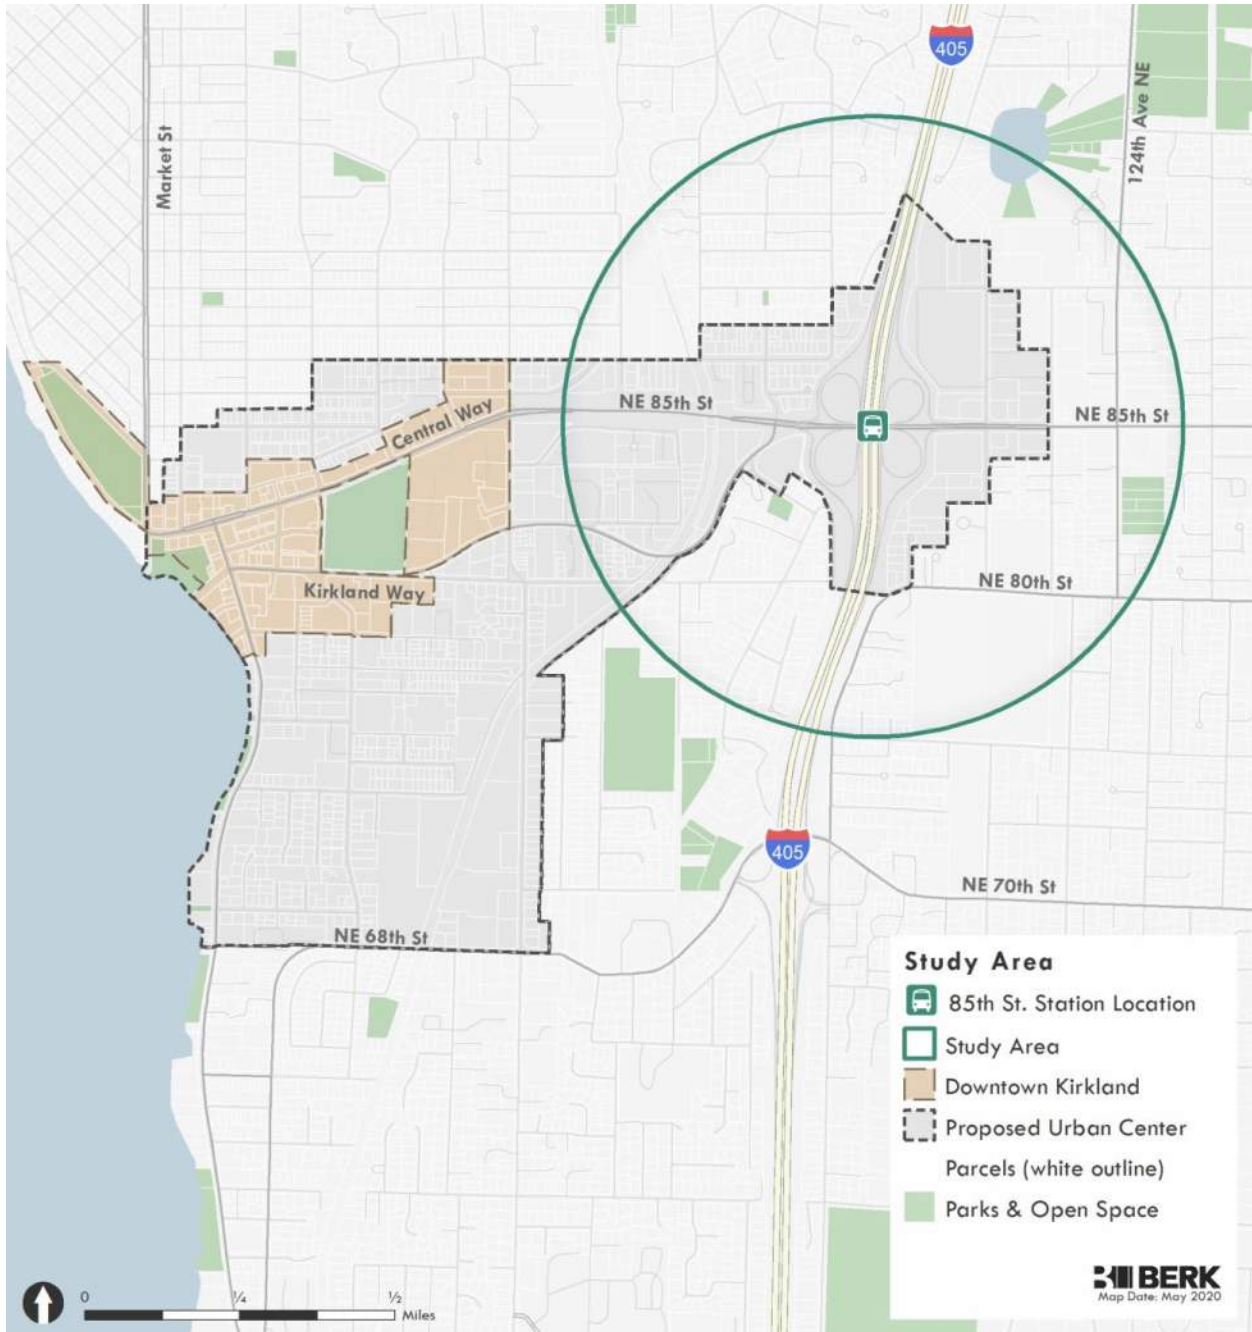 405
124th Ave NE
Market St
NE 85th St
Central Way
NE 85th St
NE 80th St
Kirkland Way
405
NE 70th St
NE 68th St
Study Area
85th St. Station Location
Study Area
Downtown Kirkland
Proposed Urban Center
Parcels (white outline)
Parks & Open Space
BERK
Map Date: May 2020
0 ¼ ½
Miles